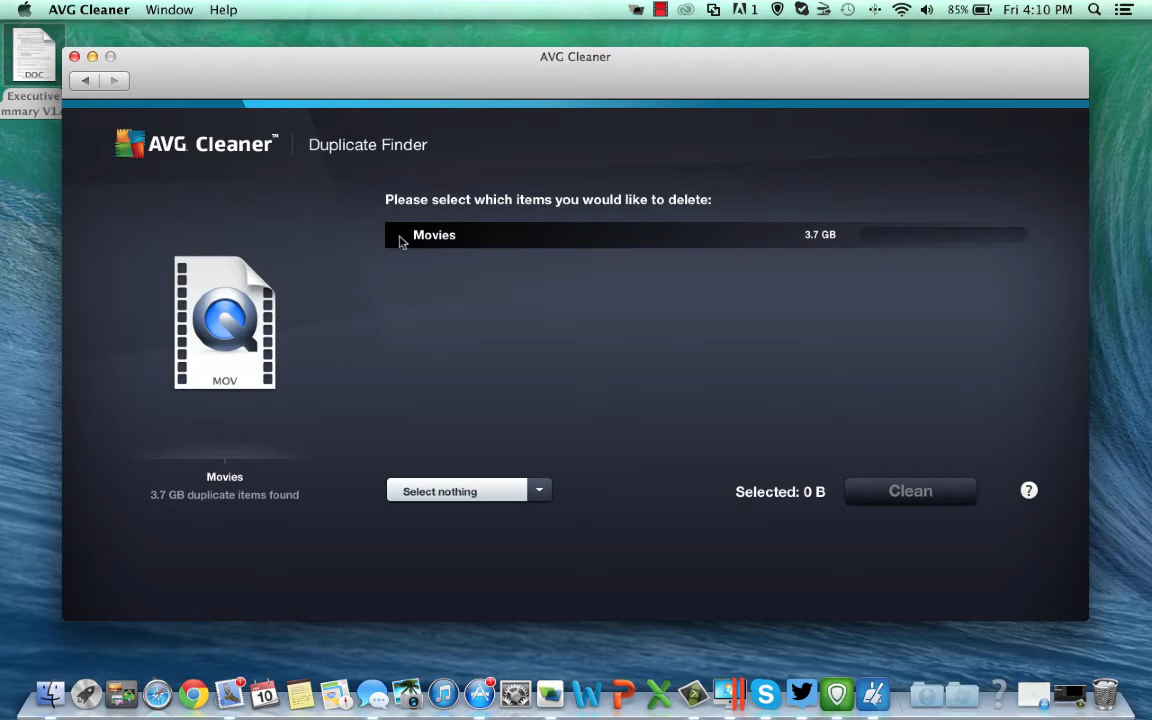 AVG Cleaner Window Help
1 85% Fri 4:10 PM
AVG Cleaner
DOC
Executive
mmary V1.
AVG Cleaner™ Duplicate Finder
Please select which items you would like to delete:
Movies 3.7 GB
MOV
Movies
3.7 GB duplicate items found
Select nothing
Selected: 0 B
Clean
?
10